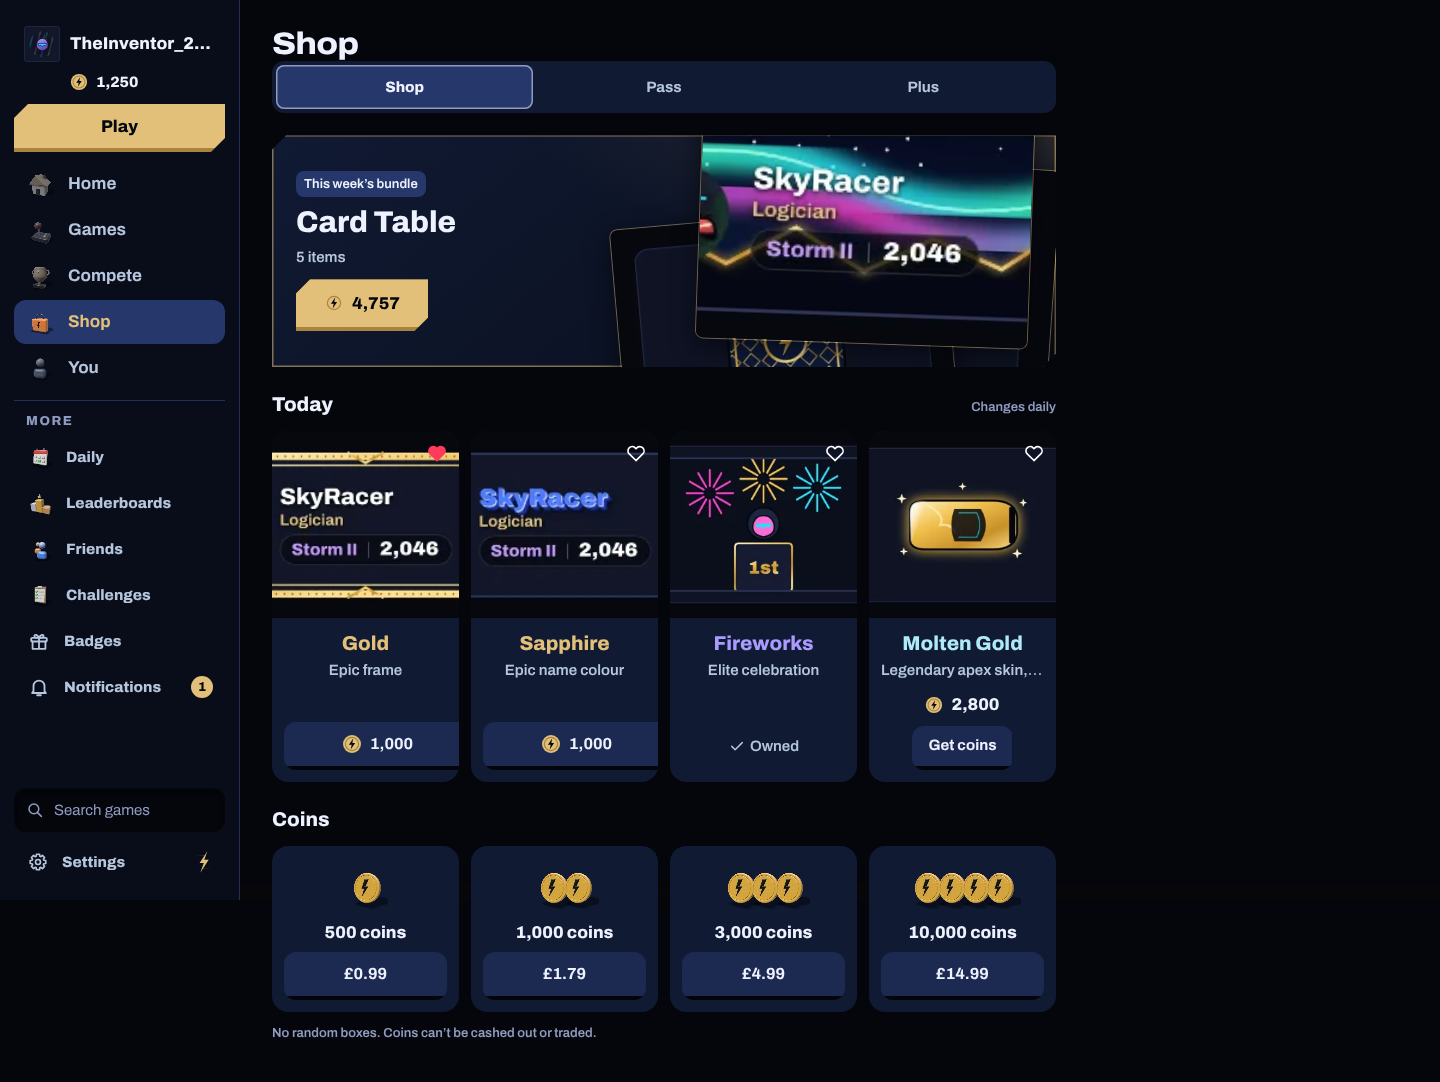 TheInventor_2...
1,250
Play
Home
Games
Compete
Shop
You
MORE
Daily
Leaderboards
Friends
Challenges
Badges
Notifications
1
Search games
Settings
Shop
Shop
Pass
Plus
This week's bundle
Card Table
5 items
4,757
SkyRacer
Logician
Storm II | 2,046
Today
Changes daily
SkyRacer
Logician
Storm II | 2,046
Gold
Epic frame
1,000
SkyRacer
Logician
Storm II | 2,046
Sapphire
Epic name colour
1,000
1st
Fireworks
Elite celebration
Owned
Molten Gold
Legendary apex skin,...
2,800
Get coins
Coins
500 coins
£0.99
1,000 coins
£1.79
3,000 coins
£4.99
10,000 coins
£14.99
No random boxes. Coins can't be cashed out or traded.